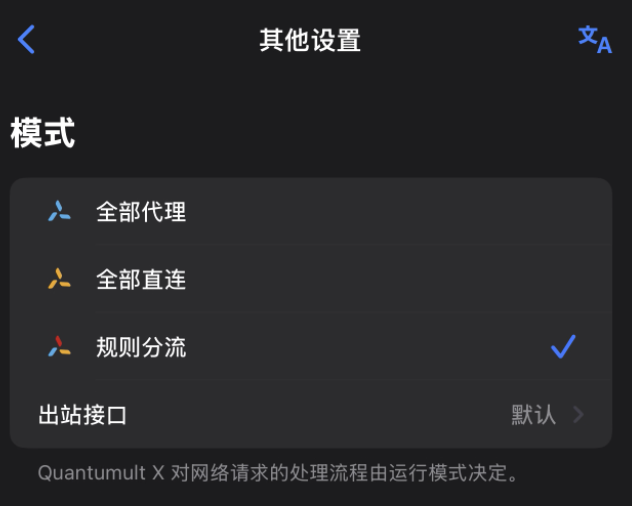 其他设置
文A
模式
全部代理
全部直连
规则分流
出站接口 默认
Quantumult X 对网络请求的处理流程由运行模式决定。